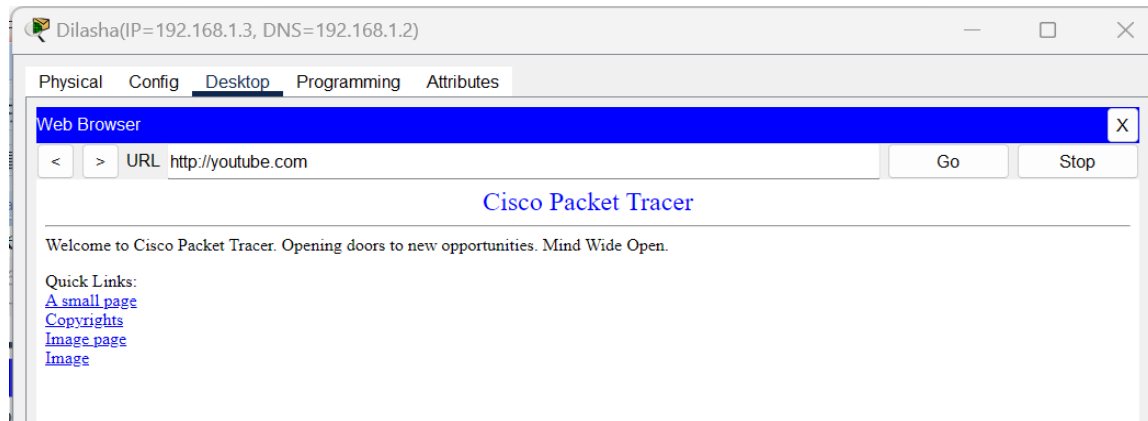 Dilasha(IP=192.168.1.3, DNS=192.168.1.2)
Physical Config Desktop Programming Attributes
Web Browser X
< > URL http://youtube.com Go Stop
Cisco Packet Tracer
Welcome to Cisco Packet Tracer. Opening doors to new opportunities. Mind Wide Open.
Quick Links:
A small page
Copyrights
Image page
Image